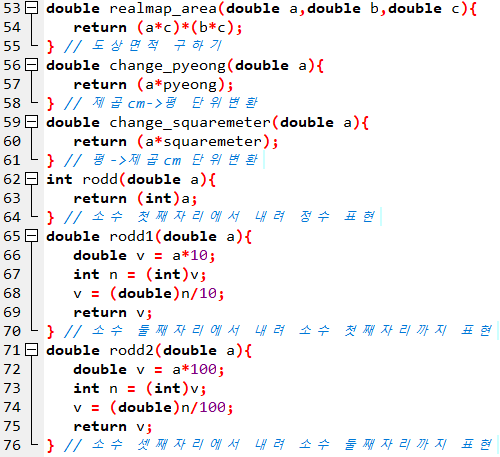 53 double realmap_area(double a,double b,double c){
54 return (a*c)*(b*c);
55 } // 도상면적 구하기
56 double change_pyeong(double a){
57 return (a*pyeong);
58 } // 제곱cm->평 단위변환
59 double change_squaremeter(double a){
60 return (a*squaremeter);
61 } // 평->제곱cm 단위변환
62 int rodd(double a){
63 return (int)a;
64 } // 소수 첫째자리에서 내려 정수 표현
65 double rodd1(double a){
66 double v = a*10;
67 int n = (int)v;
68 v = (double)n/10;
69 return v;
70 } // 소수 둘째자리에서 내려 소수 첫째자리까지 표현
71 double rodd2(double a){
72 double v = a*100;
73 int n = (int)v;
74 v = (double)n/100;
75 return v;
76 } // 소수 셋째자리에서 내려 소수 둘째자리까지 표현